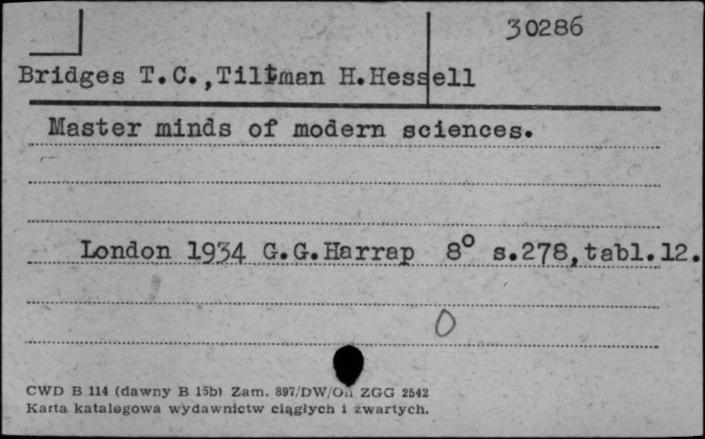 30286
Bridges T.C.,Tiltman H.Hessell
Master minds of modern sciences.
London 1934 G.G.Harrap 8° s.278,tabl.12.
0
CWD B 114 (dawny B 15b) Zam. 897/DW/ ZGG 2542
Karta katalogowa wydawnictw ciągłych i zwartych.